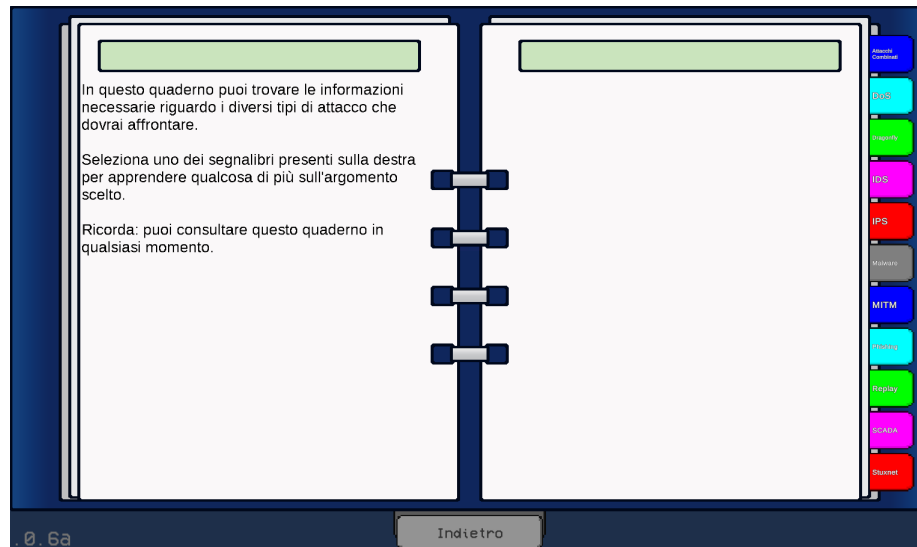 In questo quaderno puoi trovare le informazioni
necessarie riguardo i diversi tipi di attacco che
dovrai affrontare.
Seleziona uno dei segnalibri presenti sulla destra
per apprendere qualcosa di più sull'argomento
scelto.
Ricorda: puoi consultare questo quaderno in
qualsiasi momento.
Attacchi
Combinati
DoS
Dragonfly
IDS
IPS
Malware
MITM
Phishing
Replay
SCADA
Stuxnet
Indietro
.0.6a